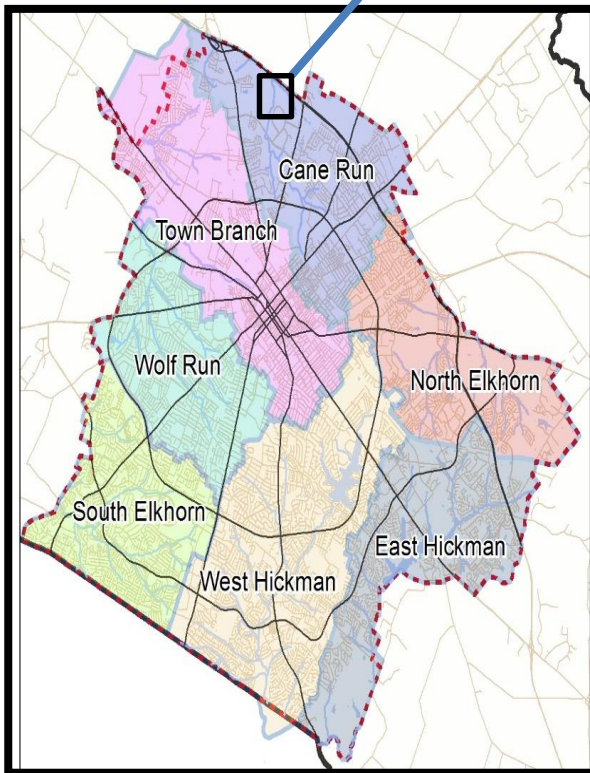 Cane Run
Town Branch
Wolf Run
North Elkhorn
South Elkhorn
East Hickman
West Hickman